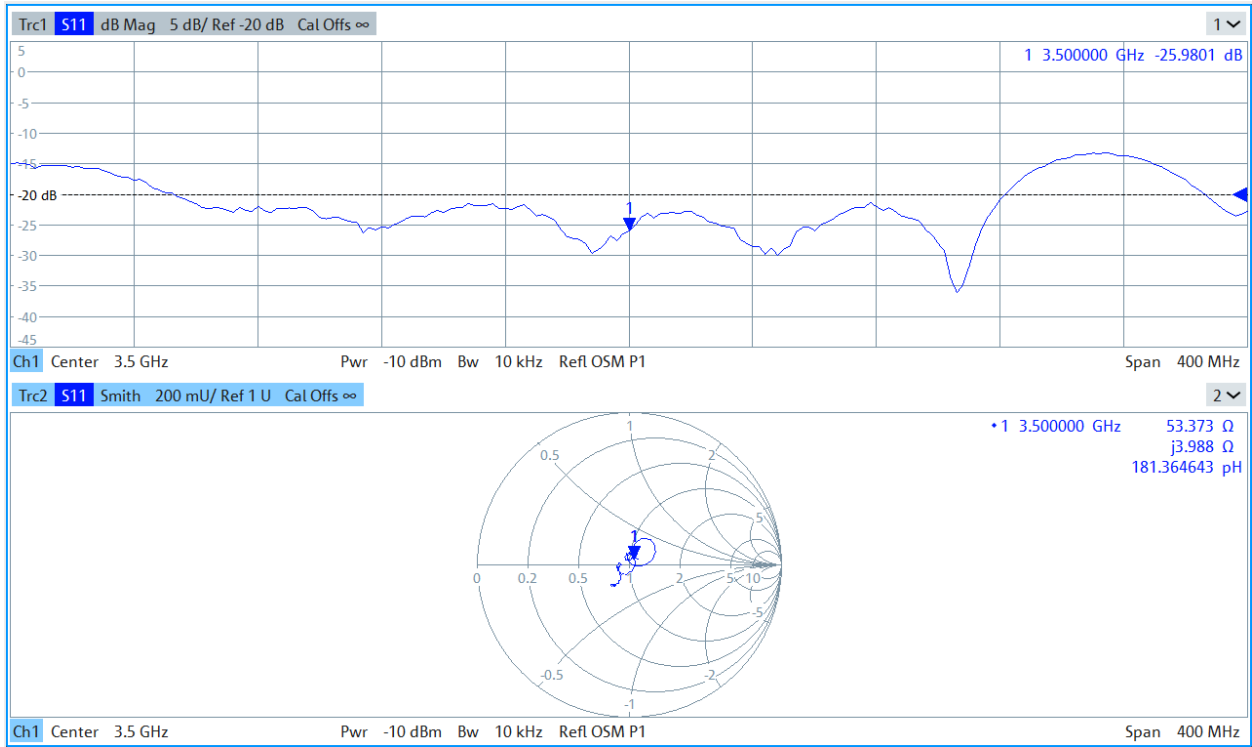 Trc1 S11 dB Mag 5 dB/ Ref -20 dB Cal Offs ∞ 1
5
1 3.500000 GHz -25.9801 dB
0
-5
-10
-15
-20 dB
1
-25
-30
-35
-40
-45
Ch1 Center 3.5 GHz Pwr -10 dBm Bw 10 kHz Refl OSM P1 Span 400 MHz
Trc2 S11 Smith 200 mU/ Ref 1 U Cal Offs ∞ 2
1 3.500000 GHz 53.373 Ω
j3.988 Ω
181.364643 pH
1
0.5 2
5
1
0 0.2 0.5 1 2 5 10
-5
-0.5 -2
-1
Ch1 Center 3.5 GHz Pwr -10 dBm Bw 10 kHz Refl OSM P1 Span 400 MHz